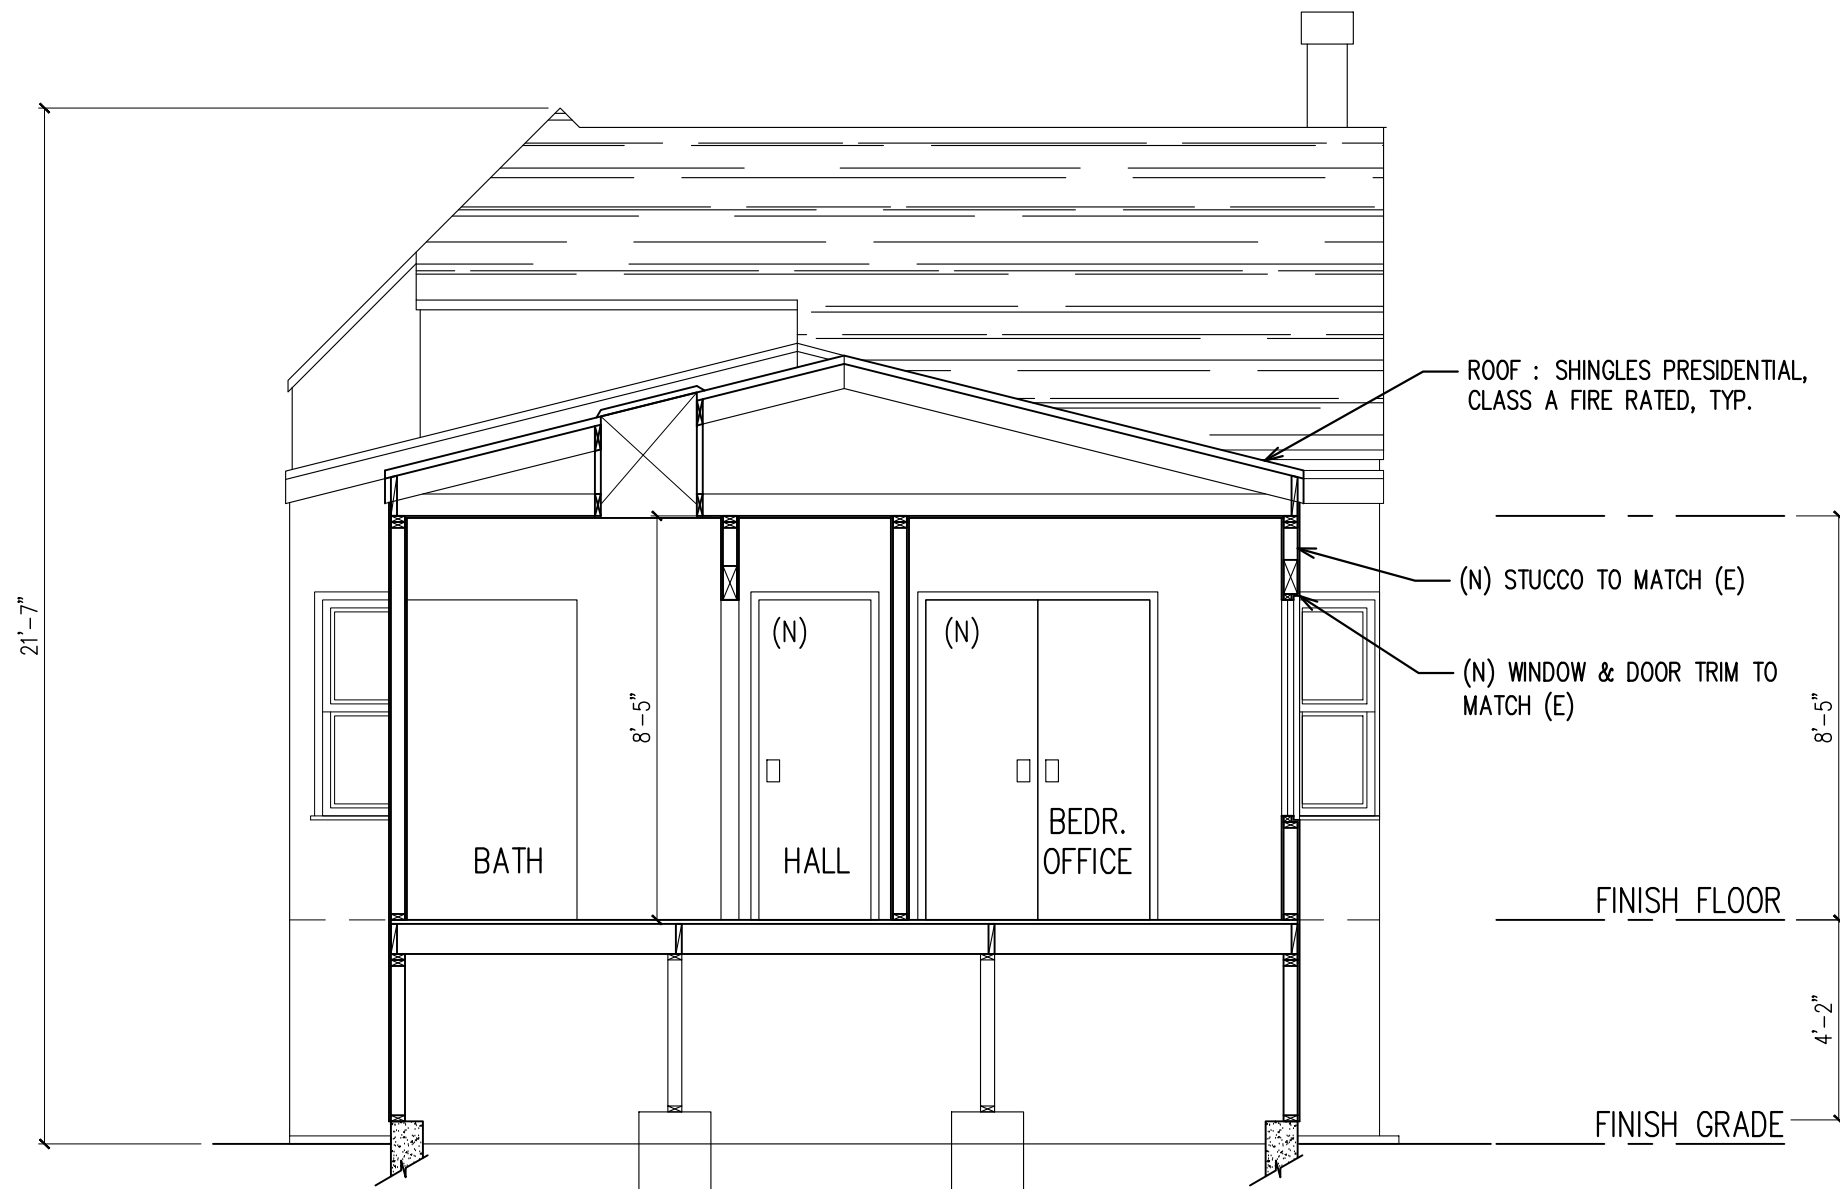 ROOF : SHINGLES PRESIDENTIAL,
CLASS A FIRE RATED, TYP.
(N) STUCCO TO MATCH (E)
(N) WINDOW & DOOR TRIM TO
MATCH (E)
21'-7"
(N)
(N)
8'-5"
8'-5"
BATH
HALL
BEDR.
OFFICE
FINISH FLOOR
4'-2"
FINISH GRADE